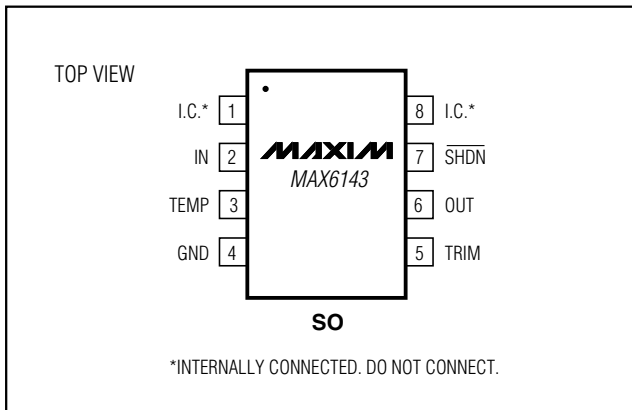 TOP VIEW
I.C.* 1
8 I.C.*
IN 2
MAXIM
7 SHDN
MAX6143
TEMP 3
6 OUT
GND 4
5 TRIM
SO
*INTERNALLY CONNECTED. DO NOT CONNECT.